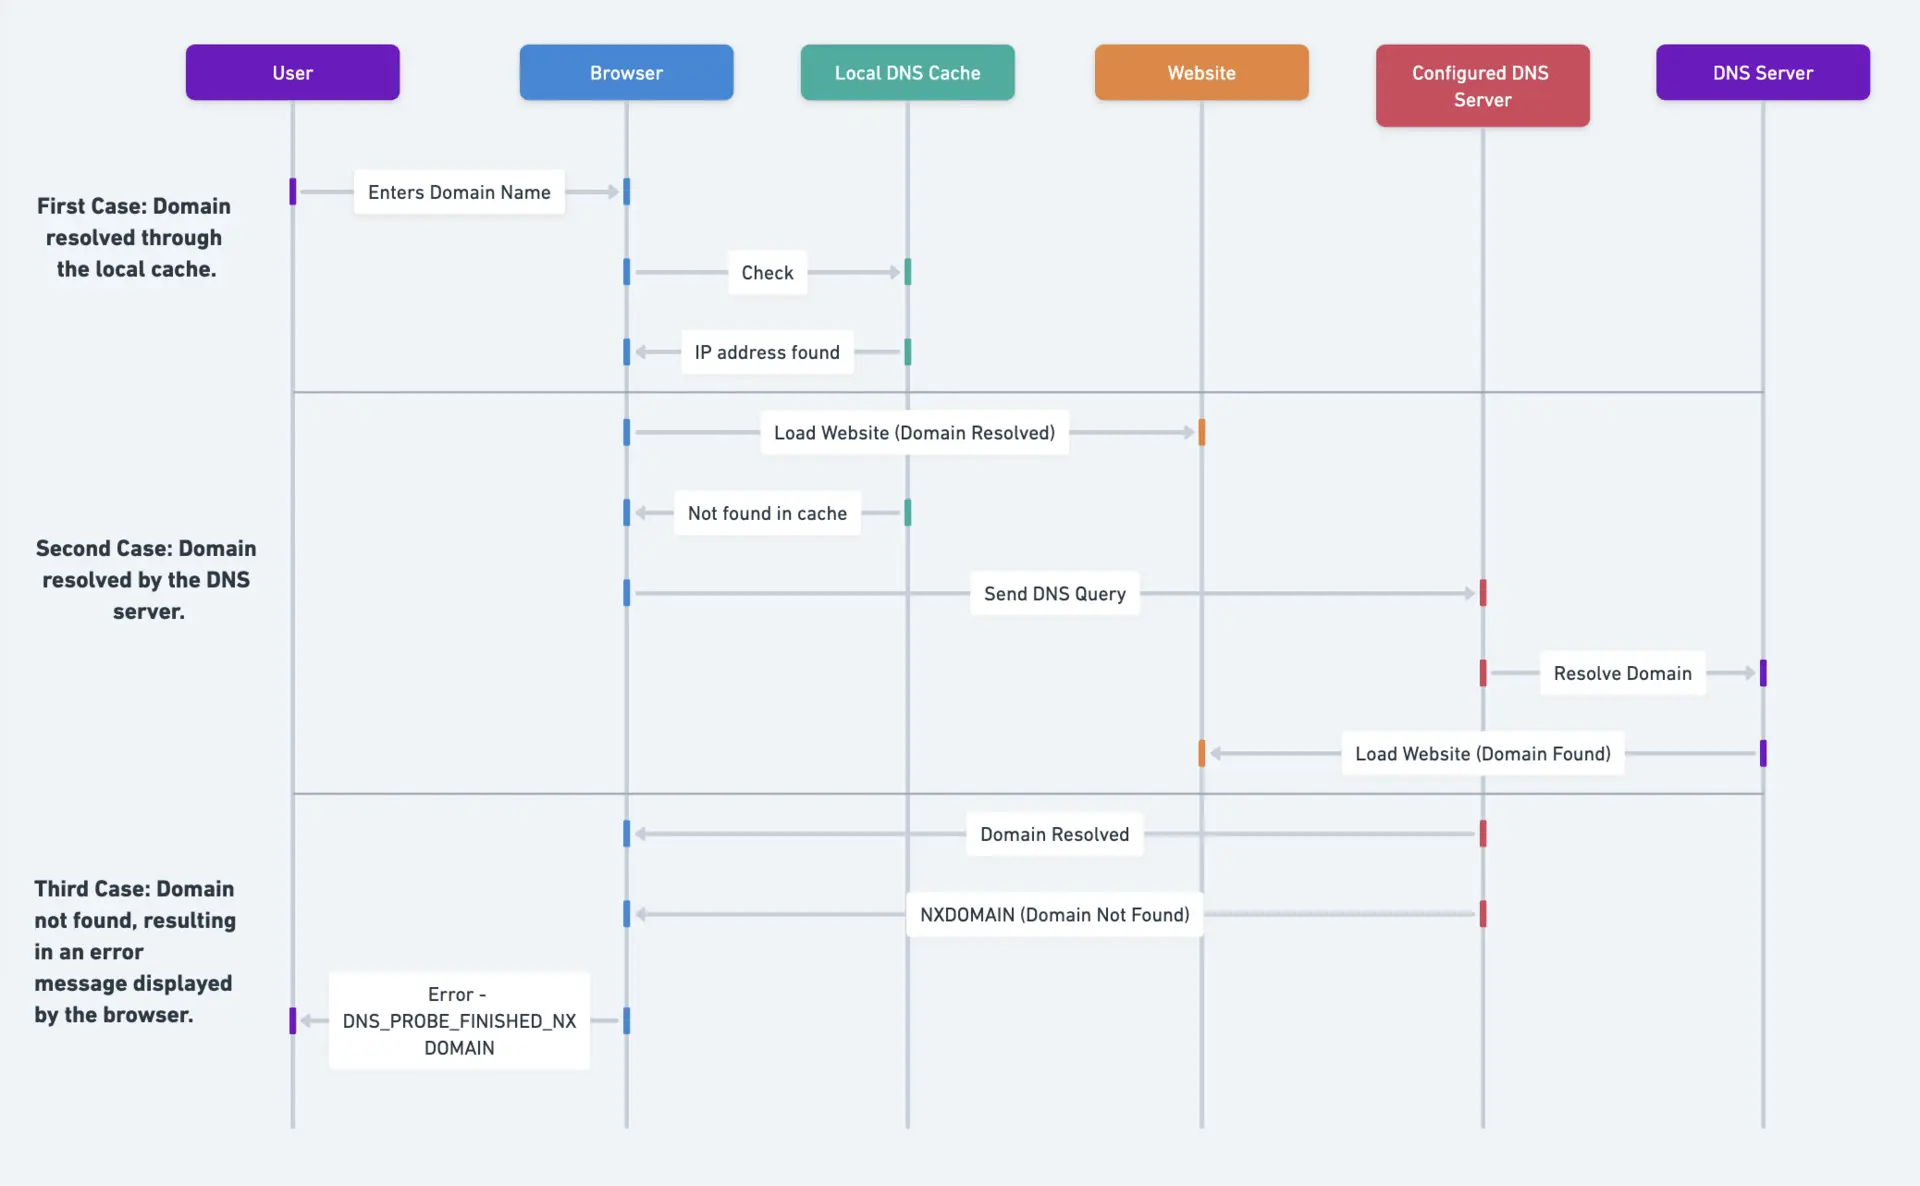 User
Browser
Local DNS Cache
Website
Configured DNS
Server
DNS Server
First Case: Domain
resolved through
the local cache.
Enters Domain Name
Check
IP address found
Second Case: Domain
resolved by the DNS
server.
Load Website (Domain Resolved)
Not found in cache
Send DNS Query
Resolve Domain
Load Website (Domain Found)
Third Case: Domain
not found, resulting
in an error
message displayed
by the browser.
Domain Resolved
NXDOMAIN (Domain Not Found)
Error -
DNS_PROBE_FINISHED_NX
DOMAIN